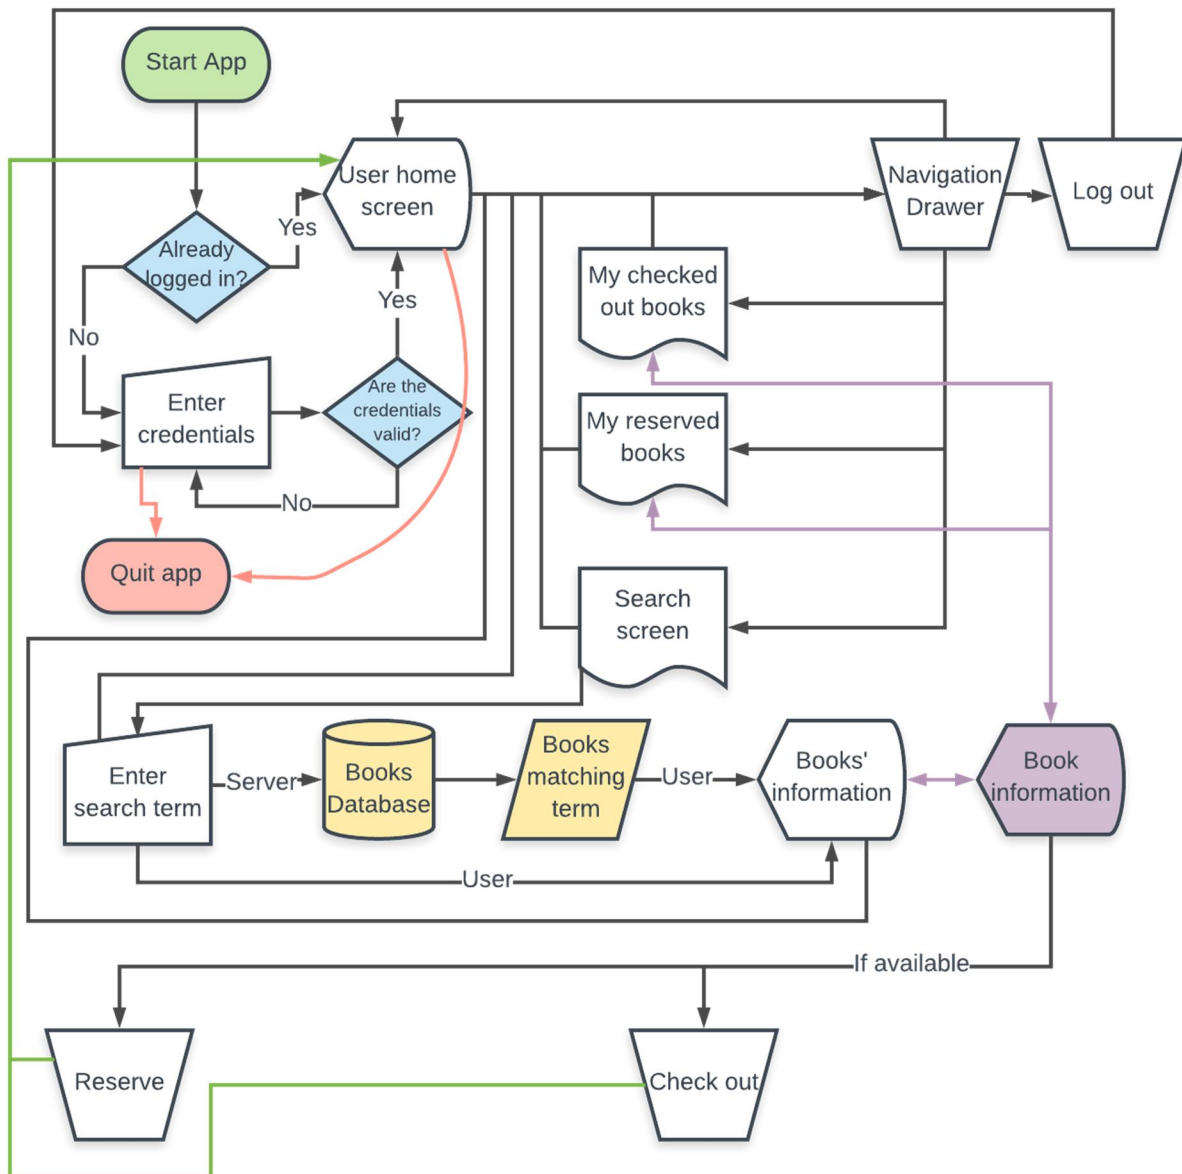 Start App
User home
screen
Navigation
Drawer
Log out
Already
logged in?
Yes
My checked
out books
Yes
No
Enter
credentials
Are the
credentials
valid?
My reserved
books
No
Quit app
Search
screen
Enter
search term
Server
Books
Database
Books
matching
term
User
Books'
information
Book
information
User
If available
Reserve
Check out